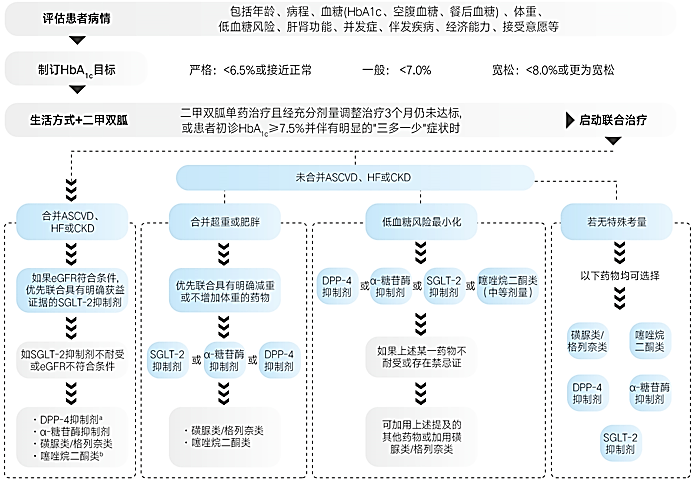 评估患者病情
包括年龄、病程、血糖(HbA1c、空腹血糖、餐后血糖)、体重、
低血糖风险、肝肾功能、并发症、伴发疾病、经济能力、接受意愿等
制订HbA1c目标
严格: <6.5%或接近正常
一般: <7.0%
宽松: <8.0%或更为宽松
生活方式+二甲双胍
二甲双胍单药治疗且经充分剂量调整治疗3个月仍未达标,
或患者初诊HbA1c≥7.5%并伴有明显的"三多一少"症状时
启动联合治疗
未合并ASCVD、HF或CKD
合并ASCVD、
HF或CKD
如果eGFR符合条件,
优先联合具有明确获益
证据的SGLT-2抑制剂
如SGLT-2抑制剂不耐受
或eGFR不符合条件
· DPP-4抑制剂a
· α-糖苷酶抑制剂
· 磺脲类/格列奈类
· 噻唑烷二酮类b
合并超重或肥胖
优先联合具有明确减重
或不增加体重的药物
SGLT-2
抑制剂
或
α-糖苷酶
抑制剂
或
DPP-4
抑制剂
· 磺脲类/格列奈类
· 噻唑烷二酮类
低血糖风险最小化
DPP-4
抑制剂
或
α-糖苷酶
抑制剂
或
SGLT-2
抑制剂
或
噻唑烷二酮类
(中等剂量)
如果上述某一药物不
耐受或存在禁忌证
可加用上述提及的
其他药物或加用磺
脲类/格列奈类
若无特殊考量
以下药物均可选择
磺脲类/
格列奈类
噻唑烷
二酮类
DPP-4
抑制剂
α-糖苷酶
抑制剂
SGLT-2
抑制剂